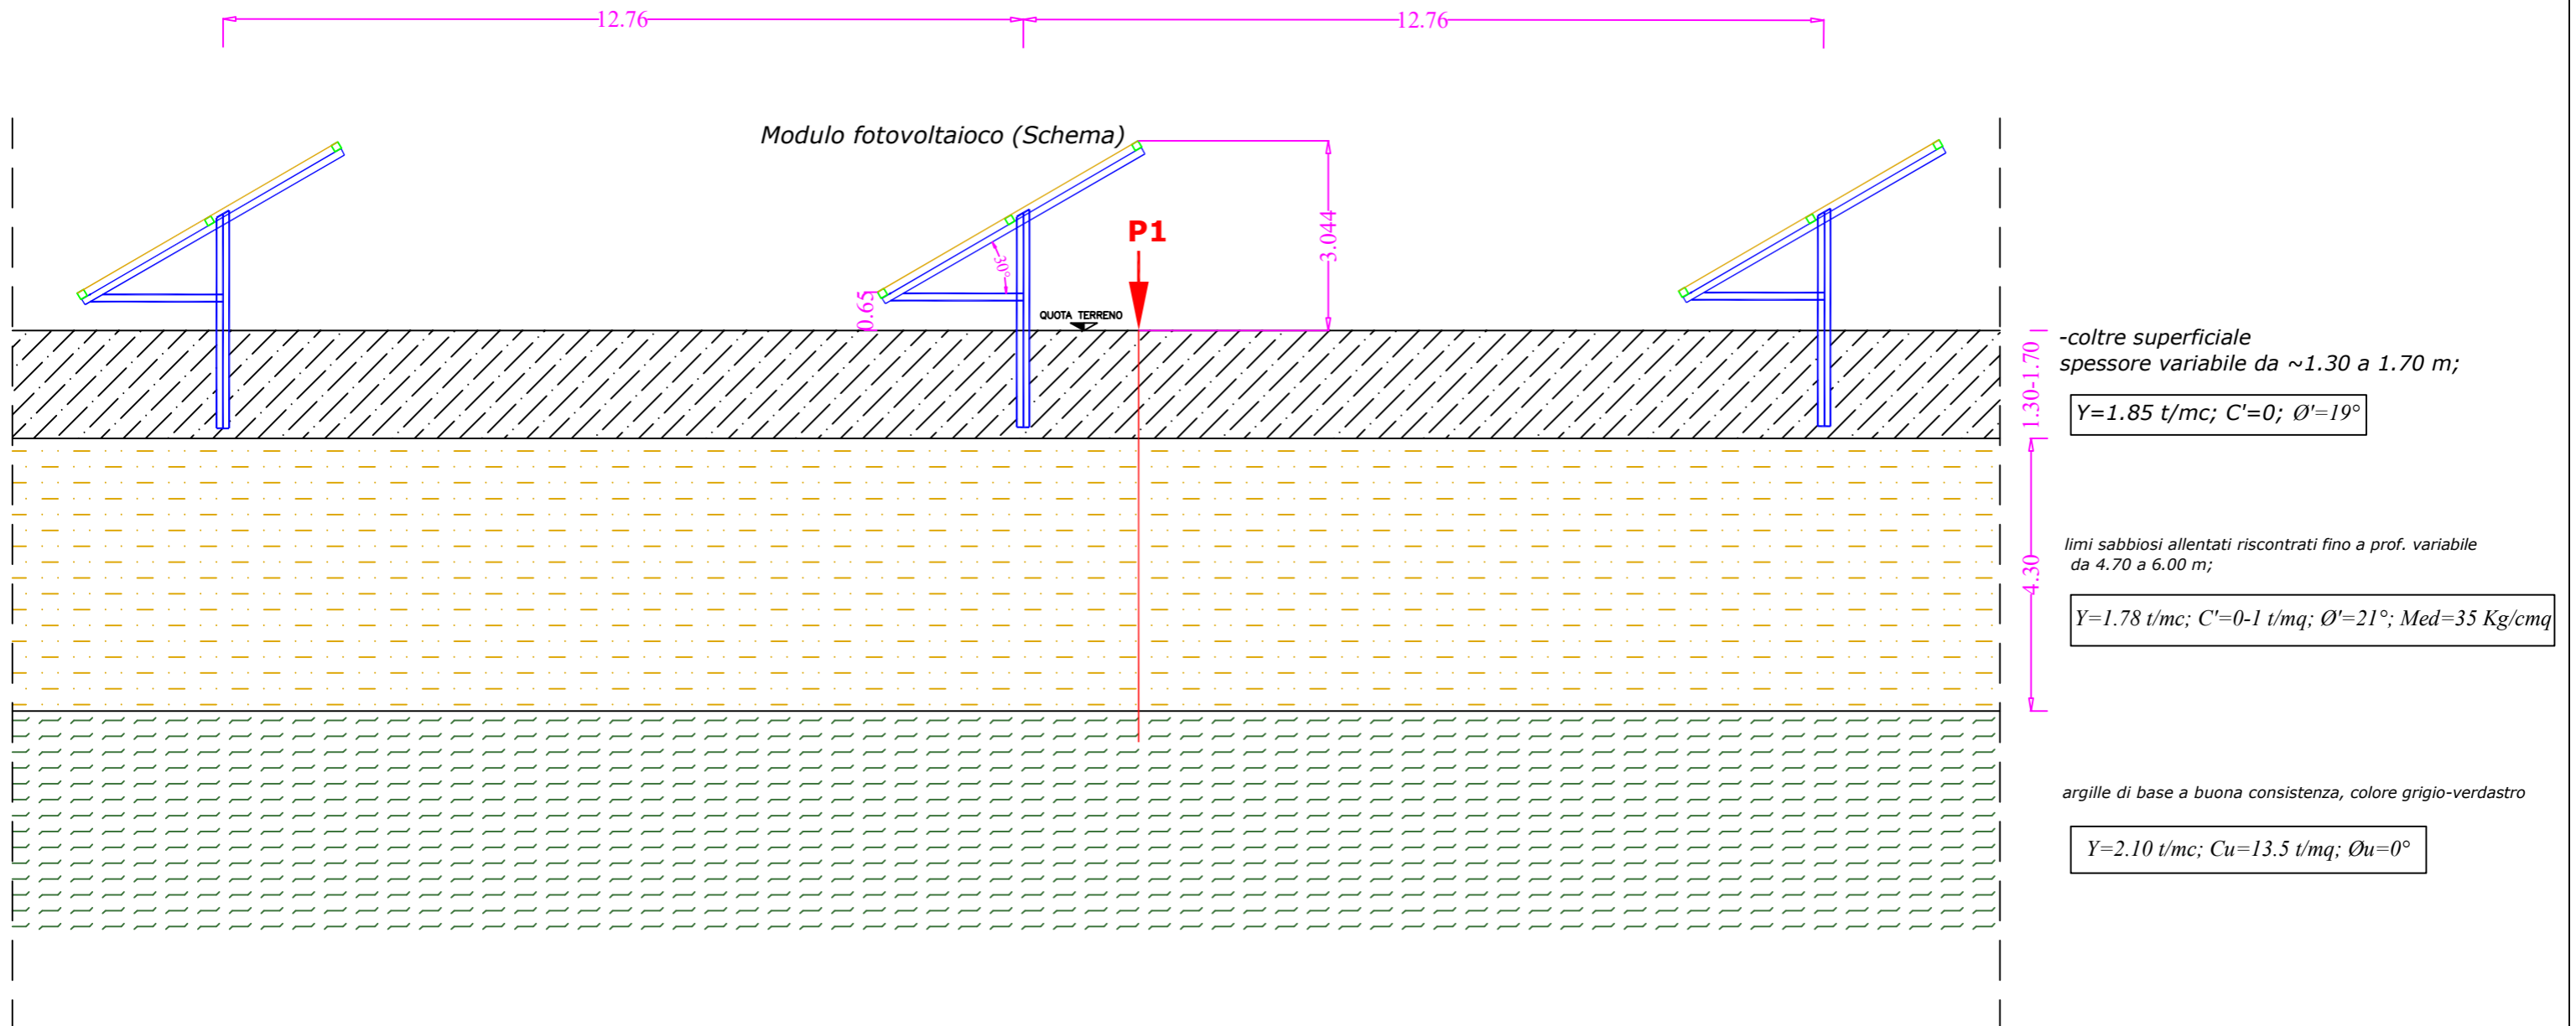 12.76
12.76
Modulo fotovoltaioco (Schema)
P1
3.044
30°
0.65
QUOTA TERRENO
1.30-1.70
-coltre superficiale
spessore variabile da ~1.30 a 1.70 m;
Y=1.85 t/mc; C'=0; Ø'=19°
4.30
limi sabbiosi allentati riscontrati fino a prof. variabile
da 4.70 a 6.00 m;
Y=1.78 t/mc; C'=0-1 t/mq; Ø'=21°; Med=35 Kg/cmq
argille di base a buona consistenza, colore grigio-verdastro
Y=2.10 t/mc; Cu=13.5 t/mq; Øu=0°